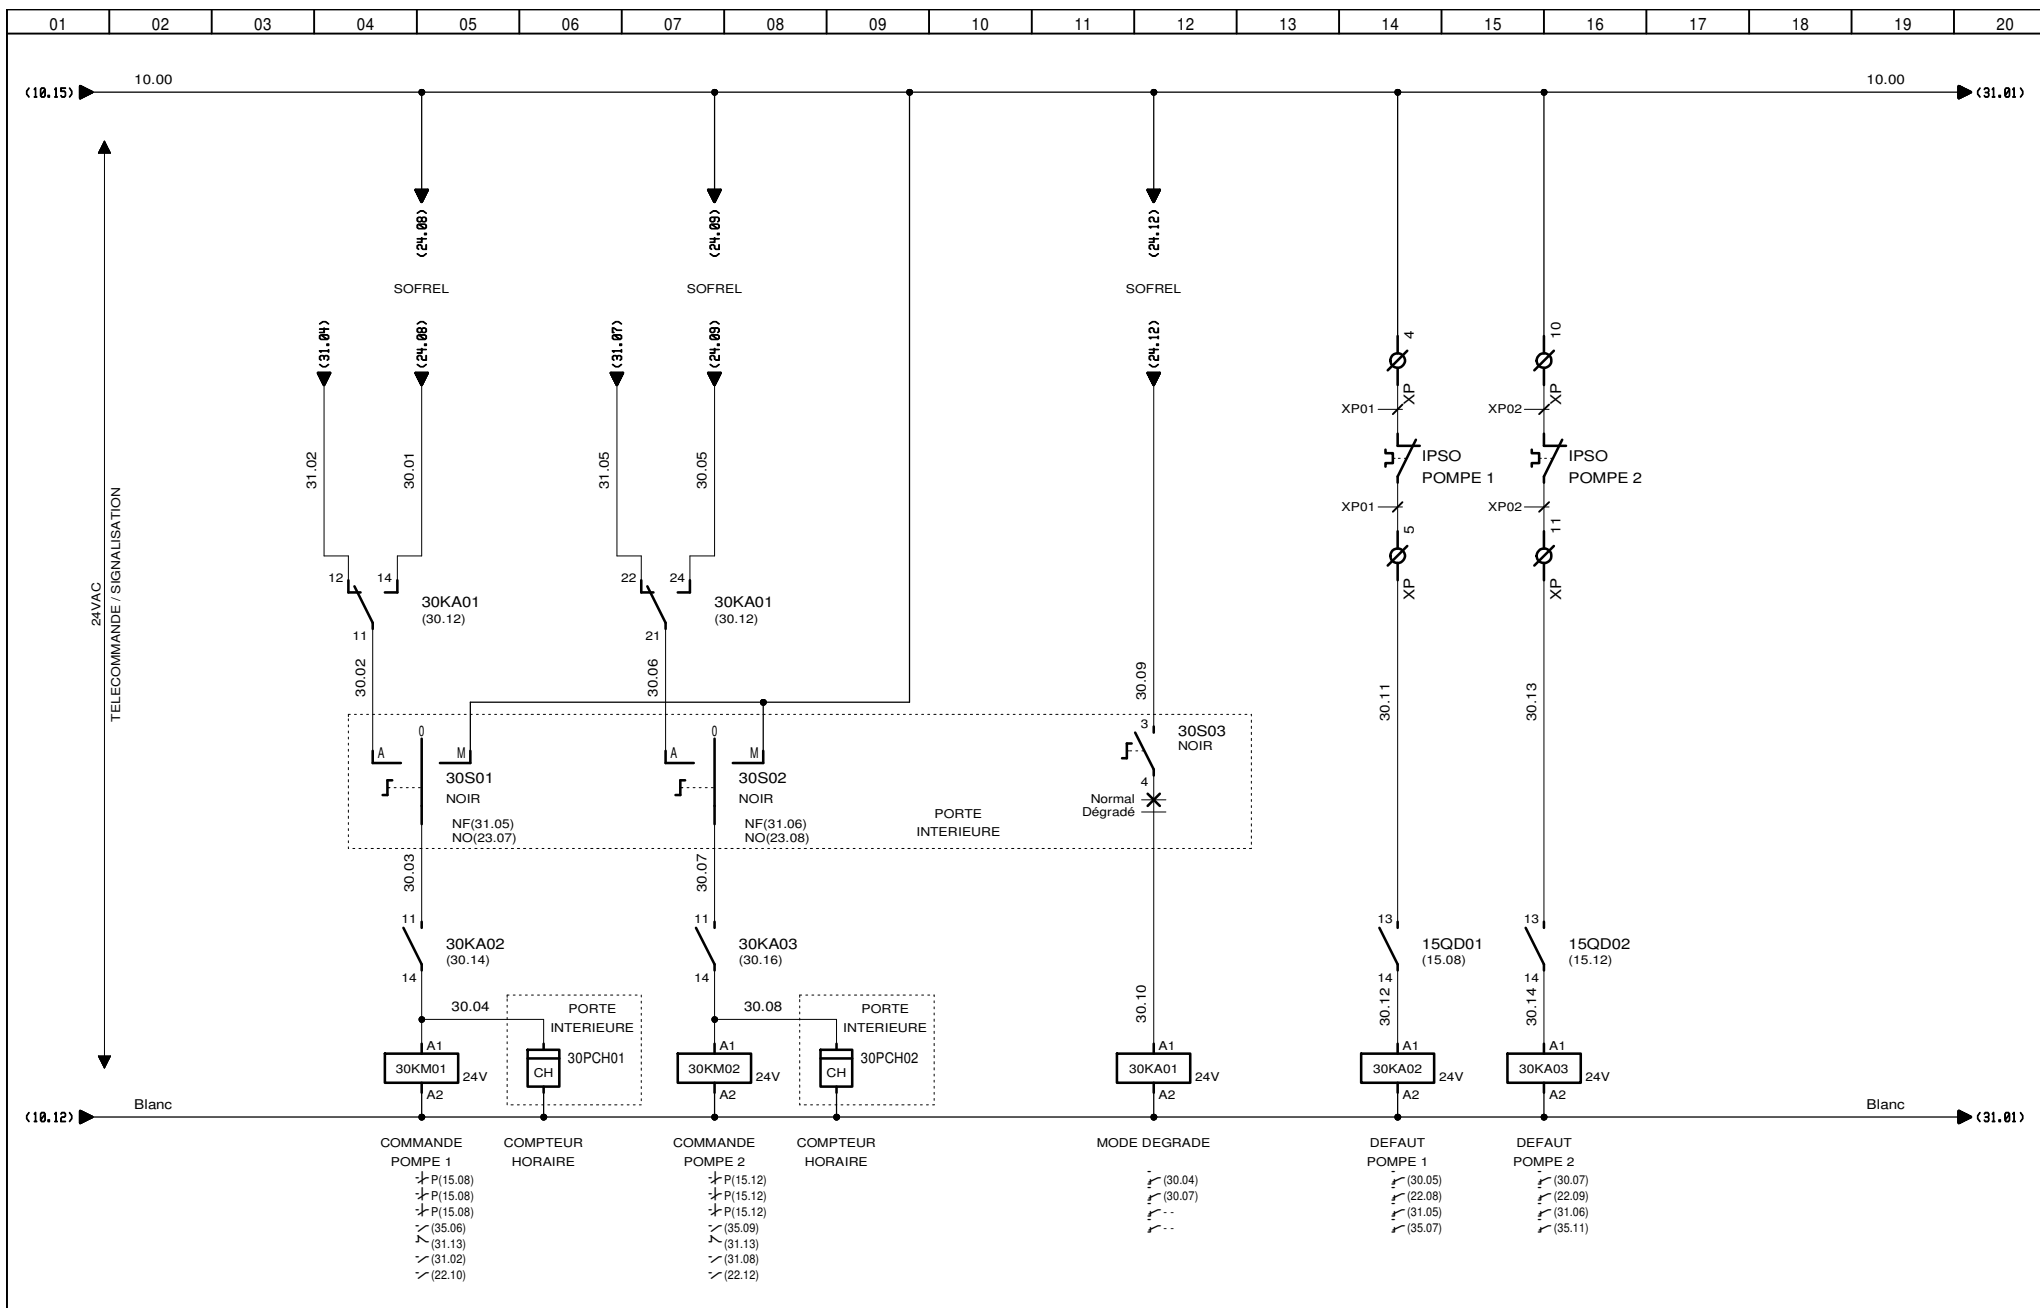 01 02 03 04 05 06 07 08 09 10 11 12 13 14 15 16 17 18 19 20
(10.15) 10.00 10.00 (31.01)
(24.08) (24.09) (24.12)
SOFREL SOFREL SOFREL
(31.04) (24.08) (31.07) (24.09) (24.12)
4 10
XP XP
XP01 XP02
31.02 30.01 31.05 30.05
IPSO IPSO
POMPE 1 POMPE 2
XP01 XP02
5 11
XP XP
24VAC
TELECOMMANDE / SIGNALISATION
12 14 22 24
30KA01 30KA01
(30.12) (30.12)
11 21
30.02 30.06 30.09 30.11 30.13
0 0 3 30S03
NOIR
A M A M
30S01 30S02
4
NOIR NOIR Normal
Dégradé
NF(31.05) NF(31.06) PORTE
NO(23.07) NO(23.08) INTERIEURE
30.03 30.07
11 11 13 13
30KA02 30KA03 15QD01 15QD02
(30.14) (30.16) (15.08) (15.12)
14 14 14 14
30.04 30.08 30.10 30.12 30.14
PORTE PORTE
INTERIEURE INTERIEURE
A1 A1 A1 A1 A1
30PCH01 30PCH02
30KM01 24V CH 30KM02 24V CH 30KA01 24V 30KA02 24V 30KA03 24V
A2 A2 A2 A2 A2
(10.12) Blanc Blanc (31.01)
COMMANDE COMPTEUR COMMANDE COMPTEUR MODE DEGRADE DEFAUT DEFAUT
POMPE 1 HORAIRE POMPE 2 HORAIRE POMPE 1 POMPE 2
P(15.08) P(15.12) (30.04) (30.05) (30.07)
P(15.08) P(15.12) (30.07) (22.08) (22.09)
P(15.08) P(15.12) - - (31.05) (31.06)
(35.06) (35.09) - - (35.07) (35.11)
(31.13) (31.13)
(31.02) (31.08)
(22.10) (22.12)